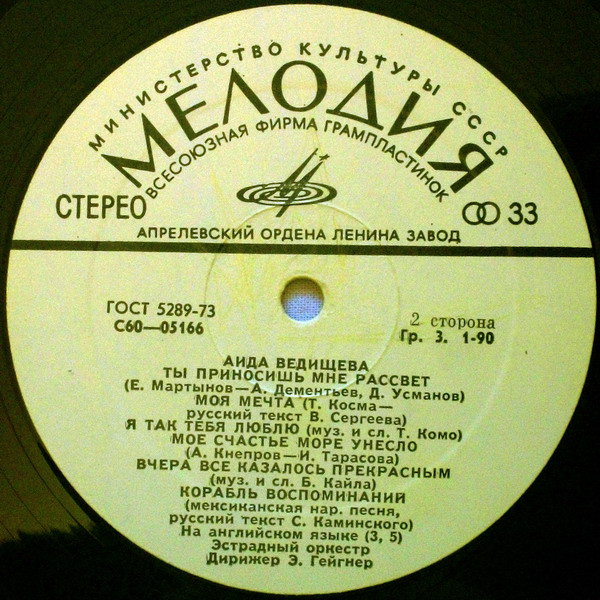 МИНИСТЕРСТВО КУЛЬТУРЫ СССР
МЕЛОДИЯ
ВСЕСОЮЗНАЯ ФИРМА ГРАМПЛАСТИНОК
СТЕРЕО
33
АПРЕЛЕВСКИЙ ОРДЕНА ЛЕНИНА ЗАВОД
ГОСТ 5289-73
С60—05166
2 сторона
Гр. 3. 1-90
АИДА ВЕДИЩЕВА
ТЫ ПРИНОСИШЬ МНЕ РАССВЕТ
(Е. Мартынов—А. Дементьев, Д. Усманов)
МОЯ МЕЧТА (Т. Косма—
русский текст В. Сергеева)
Я ТАК ТЕБЯ ЛЮБЛЮ (муз. и сл. Т. Комо)
МОЕ СЧАСТЬЕ МОРЕ УНЕСЛО
(А. Кнепров—И. Тарасова)
ВЧЕРА ВСЕ КАЗАЛОСЬ ПРЕКРАСНЫМ
(муз. и сл. Б. Кайла)
КОРАБЛЬ ВОСПОМИНАНИЙ
(мексиканская нар. песня,
русский текст С. Каминского)
На английском языке (3, 5)
Эстрадный оркестр
Дирижер Э. Гейгнер